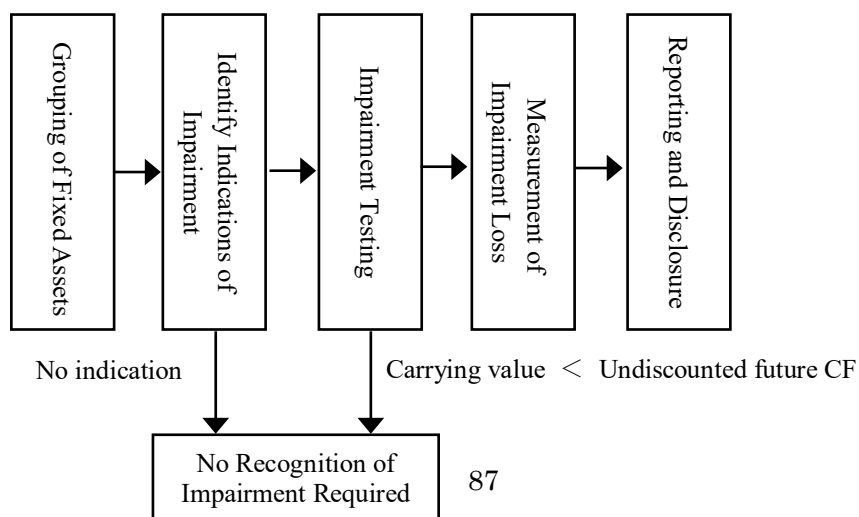 Grouping of Fixed Assets
Identify Indications of
Impairment
Impairment Testing
Measurement of
Impairment Loss
Reporting and Disclosure
No indication
Carrying value ＜ Undiscounted future CF
No Recognition of
Impairment Required
87